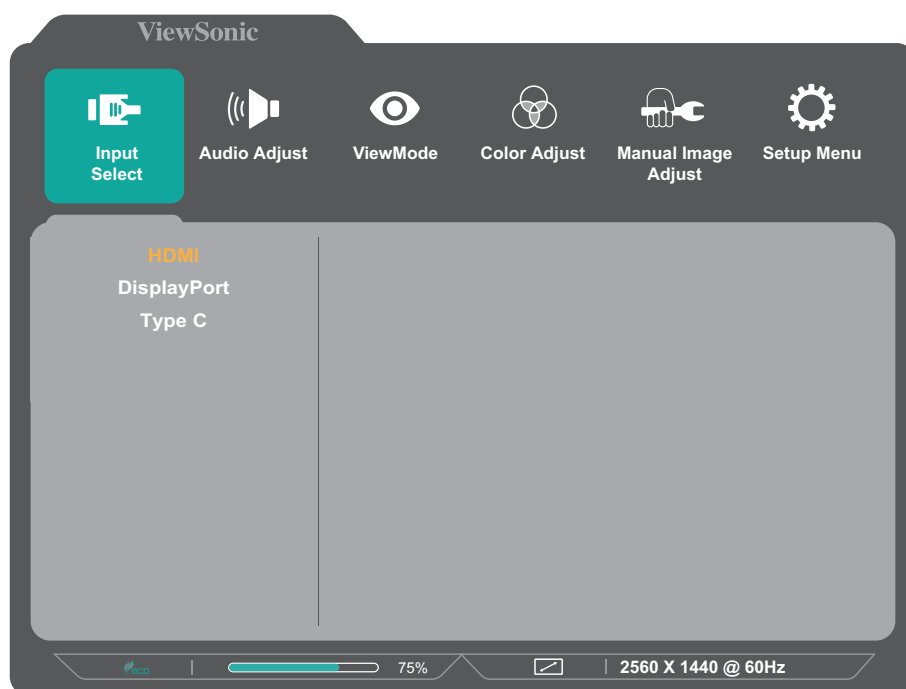 ViewSonic
Input
Select
Audio Adjust
ViewMode
Color Adjust
Manual Image
Adjust
Setup Menu
HDMI
DisplayPort
Type C
eco
75%
2560 X 1440 @ 60Hz